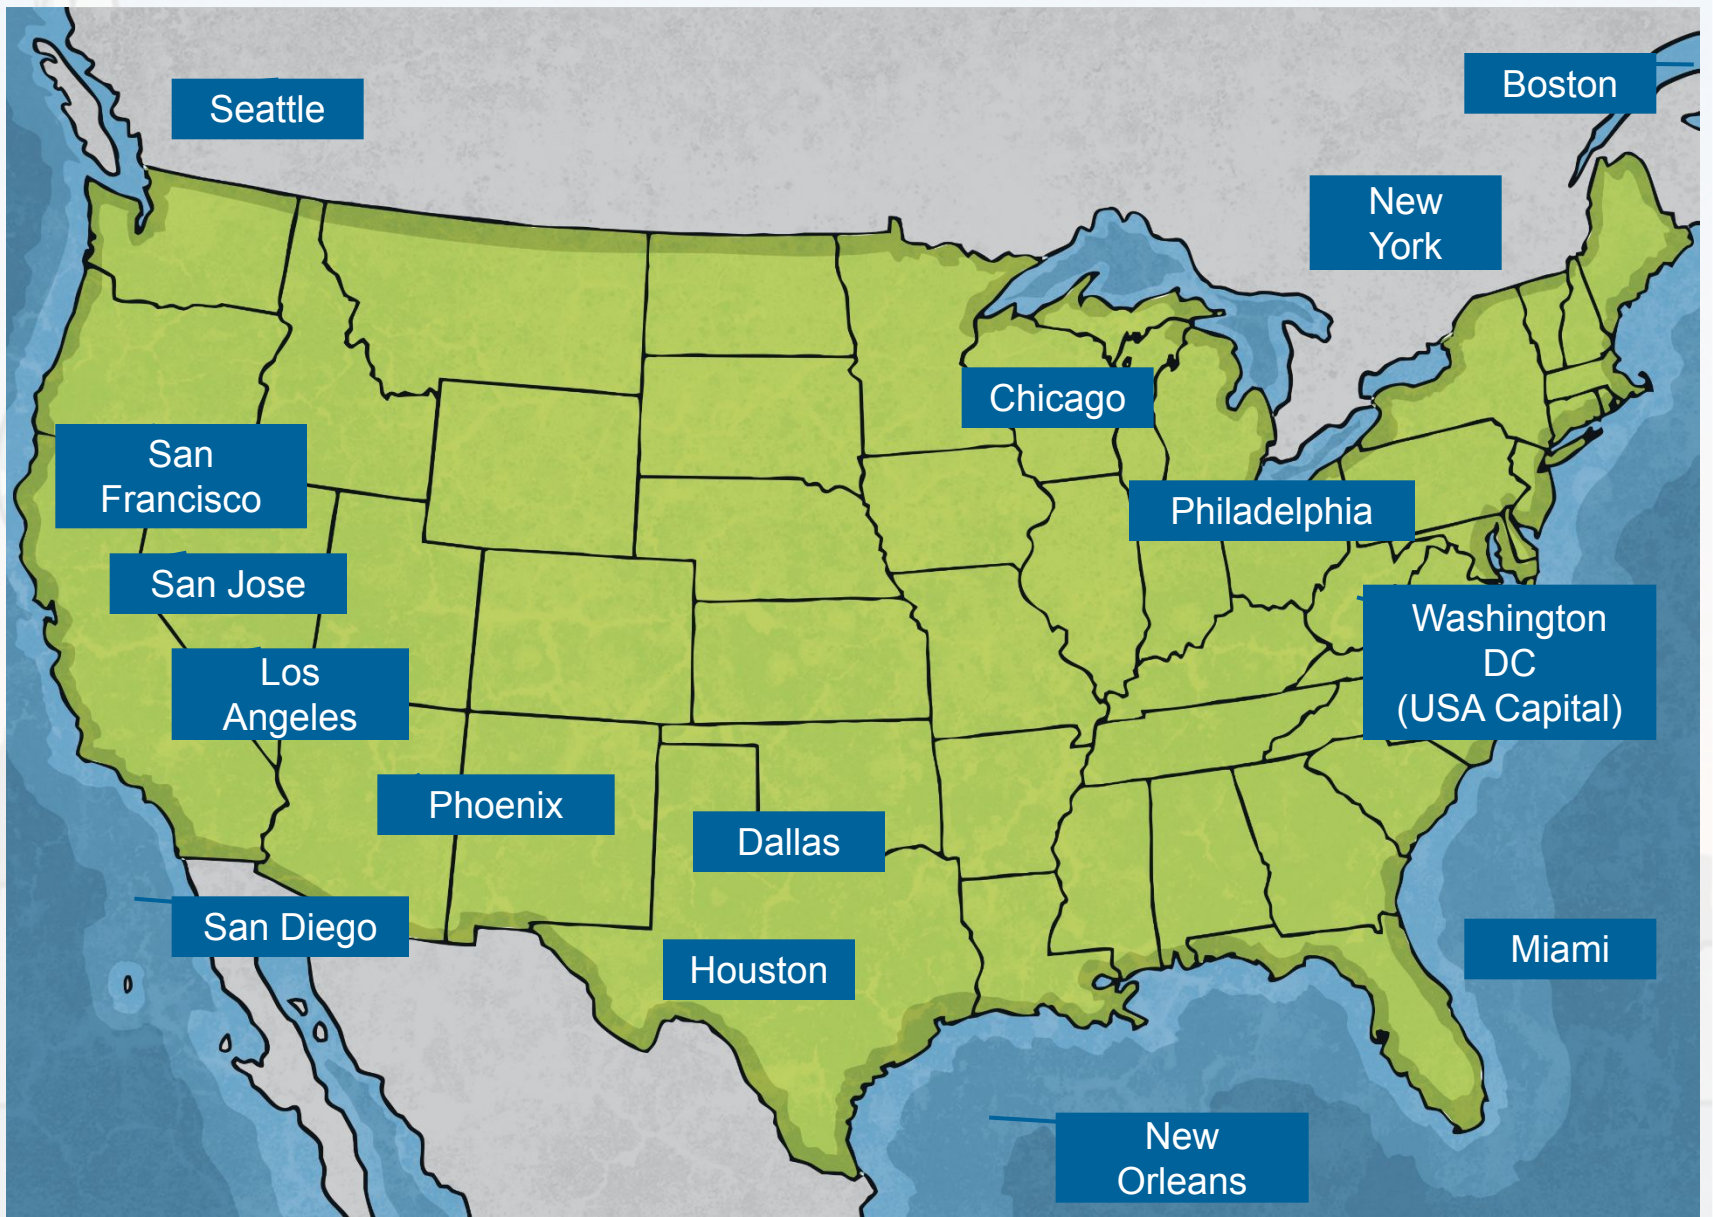 Seattle
Boston
New
York
Chicago
San
Francisco
Philadelphia
San Jose
Washington
DC
(USA Capital)
Los
Angeles
Phoenix
Dallas
San Diego
Houston
Miami
New
Orleans